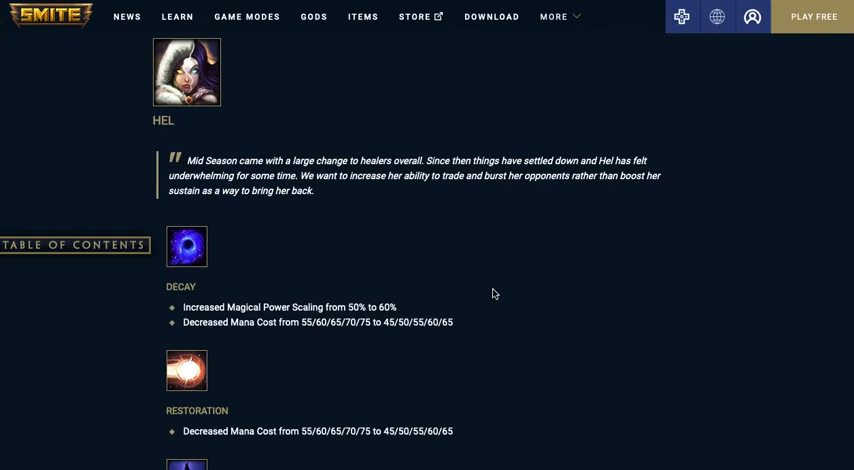 SMITE NEWS LEARN GAME MODES GODS ITEMS STORE DOWNLOAD MORE PLAY FREE
HEL
" Mid Season came with a large change to healers overall. Since then things have settled down and Hel has felt
underwhelming for some time. We want to increase her ability to trade and burst her opponents rather than boost her
sustain as a way to bring her back.
TABLE OF CONTENTS
DECAY
Increased Magical Power Scaling from 50% to 60%
Decreased Mana Cost from 55/60/65/70/75 to 45/50/55/60/65
RESTORATION
Decreased Mana Cost from 55/60/65/70/75 to 45/50/55/60/65